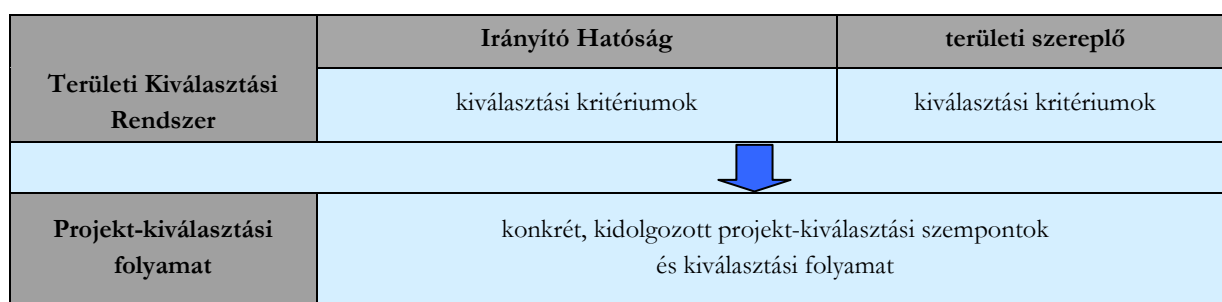 Irányító Hatóság
területi szereplő
Területi Kiválasztási
Rendszer
kiválasztási kritériumok
kiválasztási kritériumok
Projekt-kiválasztási
folyamat
konkrét, kidolgozott projekt-kiválasztási szempontok
és kiválasztási folyamat